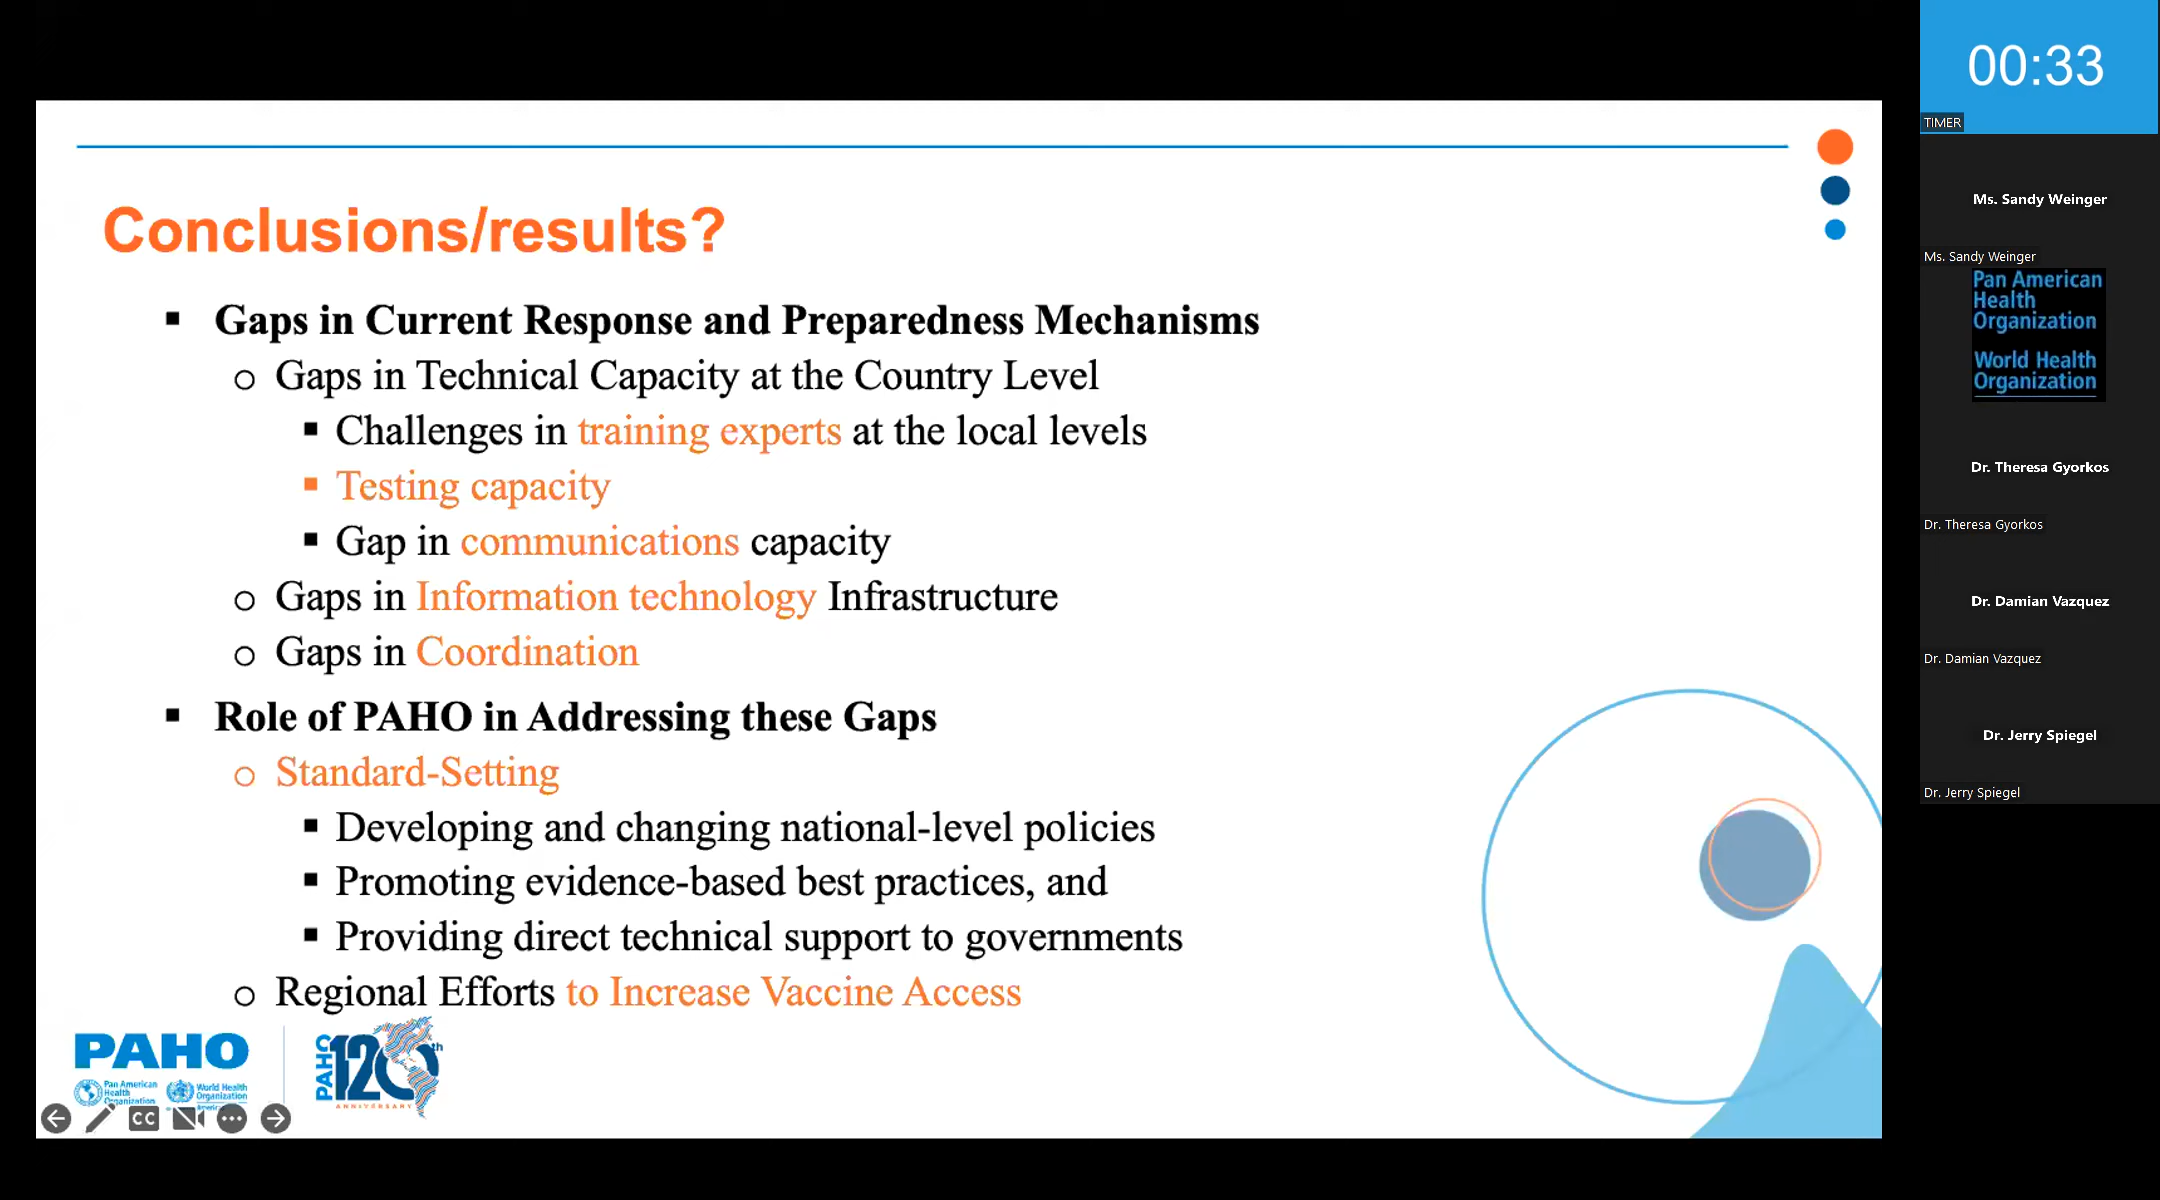 00:33
TIMER
Ms. Sandy Weinger
Ms. Sandy Weinger
Pan American
Health
Organization
World Health
Organization
Dr. Theresa Gyorkos
Dr. Theresa Gyorkos
Dr. Damian Vazquez
Dr. Damian Vazquez
Dr. Jerry Spiegel
Dr. Jerry Spiegel
Conclusions/results?
Gaps in Current Response and Preparedness Mechanisms
Gaps in Technical Capacity at the Country Level
Challenges in training experts at the local levels
Testing capacity
Gap in communications capacity
Gaps in Information technology Infrastructure
Gaps in Coordination
Role of PAHO in Addressing these Gaps
Standard-Setting
Developing and changing national-level policies
Promoting evidence-based best practices, and
Providing direct technical support to governments
Regional Efforts to Increase Vaccine Access
PAHO
Pan American
Health
Organization
World Health
Organization
PAHO
120th
ANNIVERSARY
CC